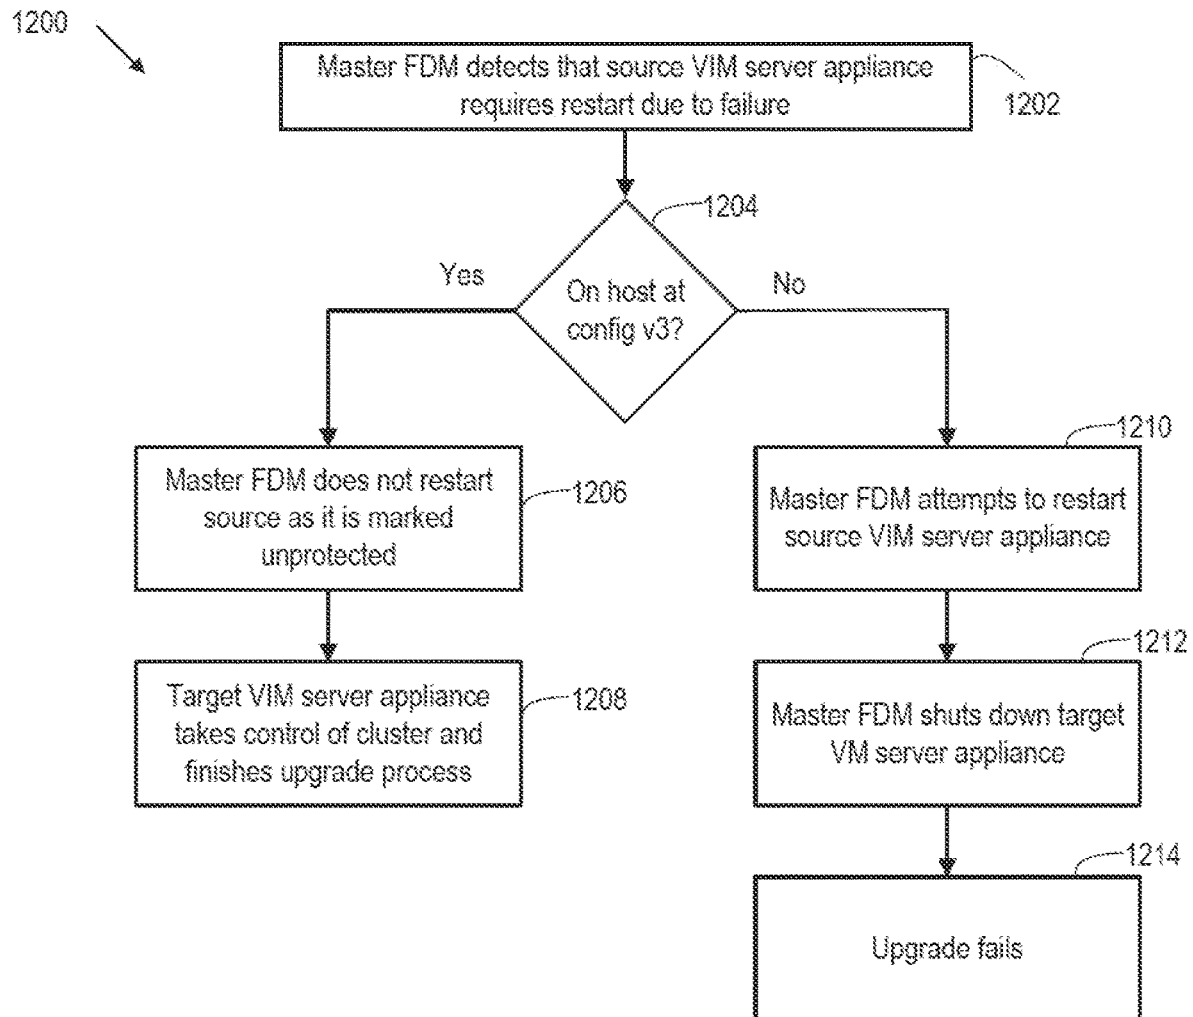 1200
Master FDM detects that source VIM server appliance
requires restart due to failure
1202
1204
Yes
No
On host at
config v3?
Master FDM does not restart
source as it is marked
unprotected
1206
1210
Master FDM attempts to restart
source VIM server appliance
Target VIM server appliance
takes control of cluster and
finishes upgrade process
1208
1212
Master FDM shuts down target
VM server appliance
1214
Upgrade fails